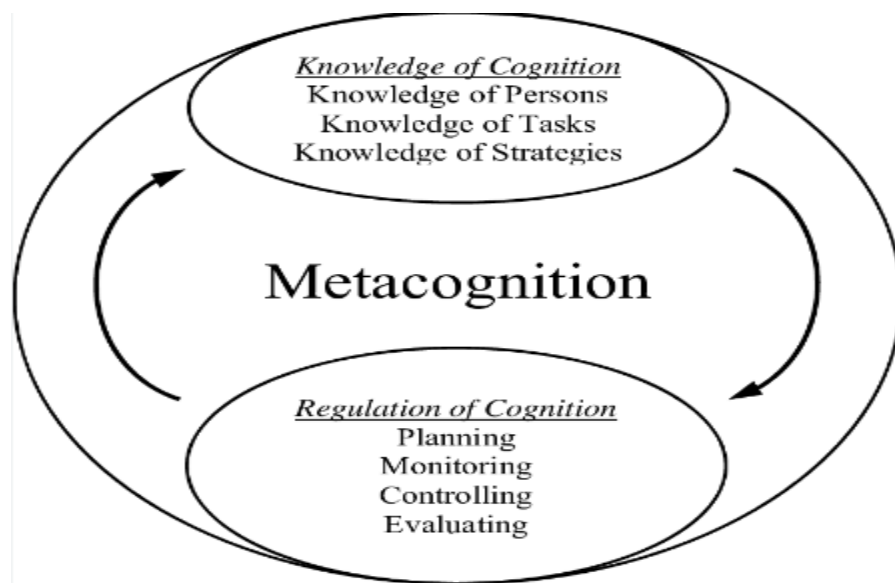 Knowledge of Cognition
Knowledge of Persons
Knowledge of Tasks
Knowledge of Strategies
Metacognition
Regulation of Cognition
Planning
Monitoring
Controlling
Evaluating